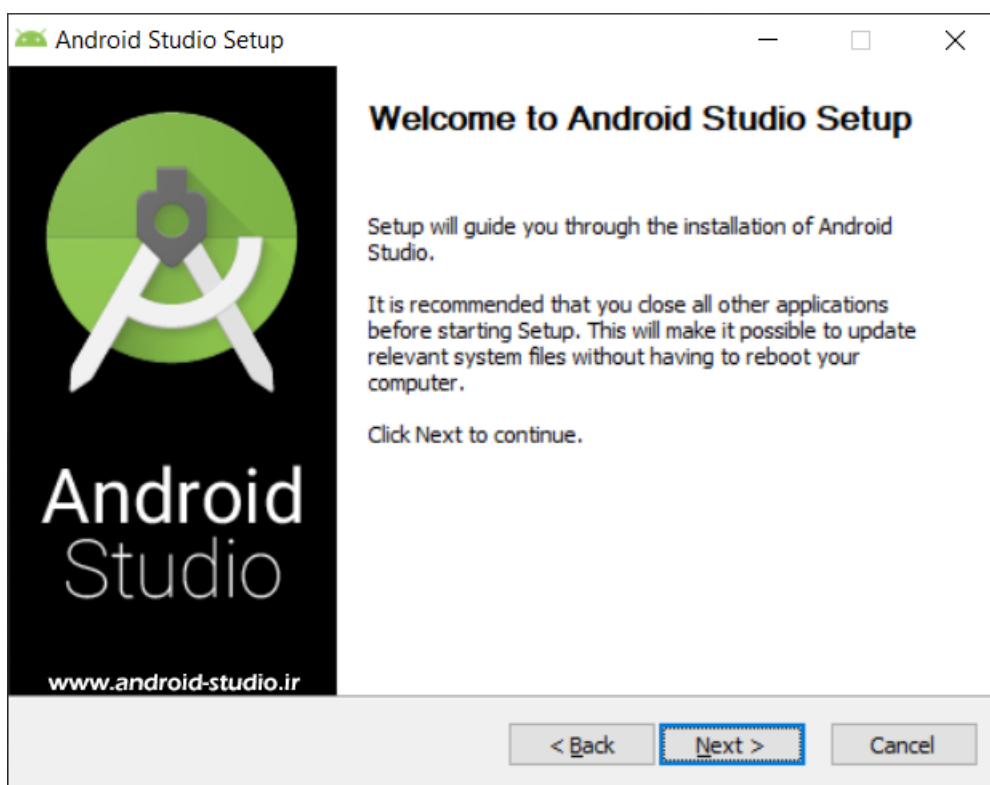 Android Studio Setup
Welcome to Android Studio Setup
Setup will guide you through the installation of Android
Studio.
It is recommended that you close all other applications
before starting Setup. This will make it possible to update
relevant system files without having to reboot your
computer.
Click Next to continue.
Android
Studio
www.android-studio.ir
< Back
Next >
Cancel